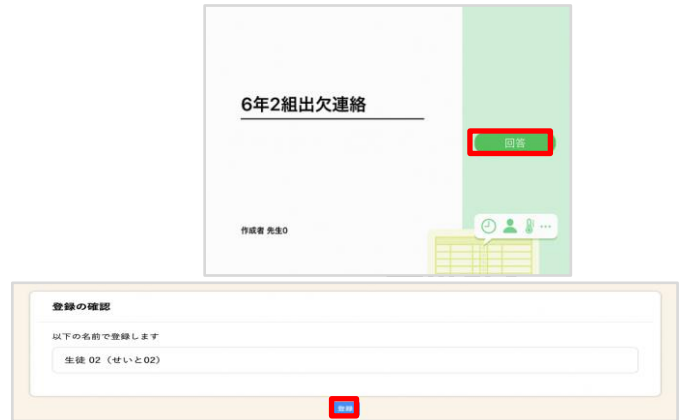 6年2組出欠連絡
回答
作成者 先生0
登録の確認
以下の名前で登録します
生徒 02（せいと02）
登録